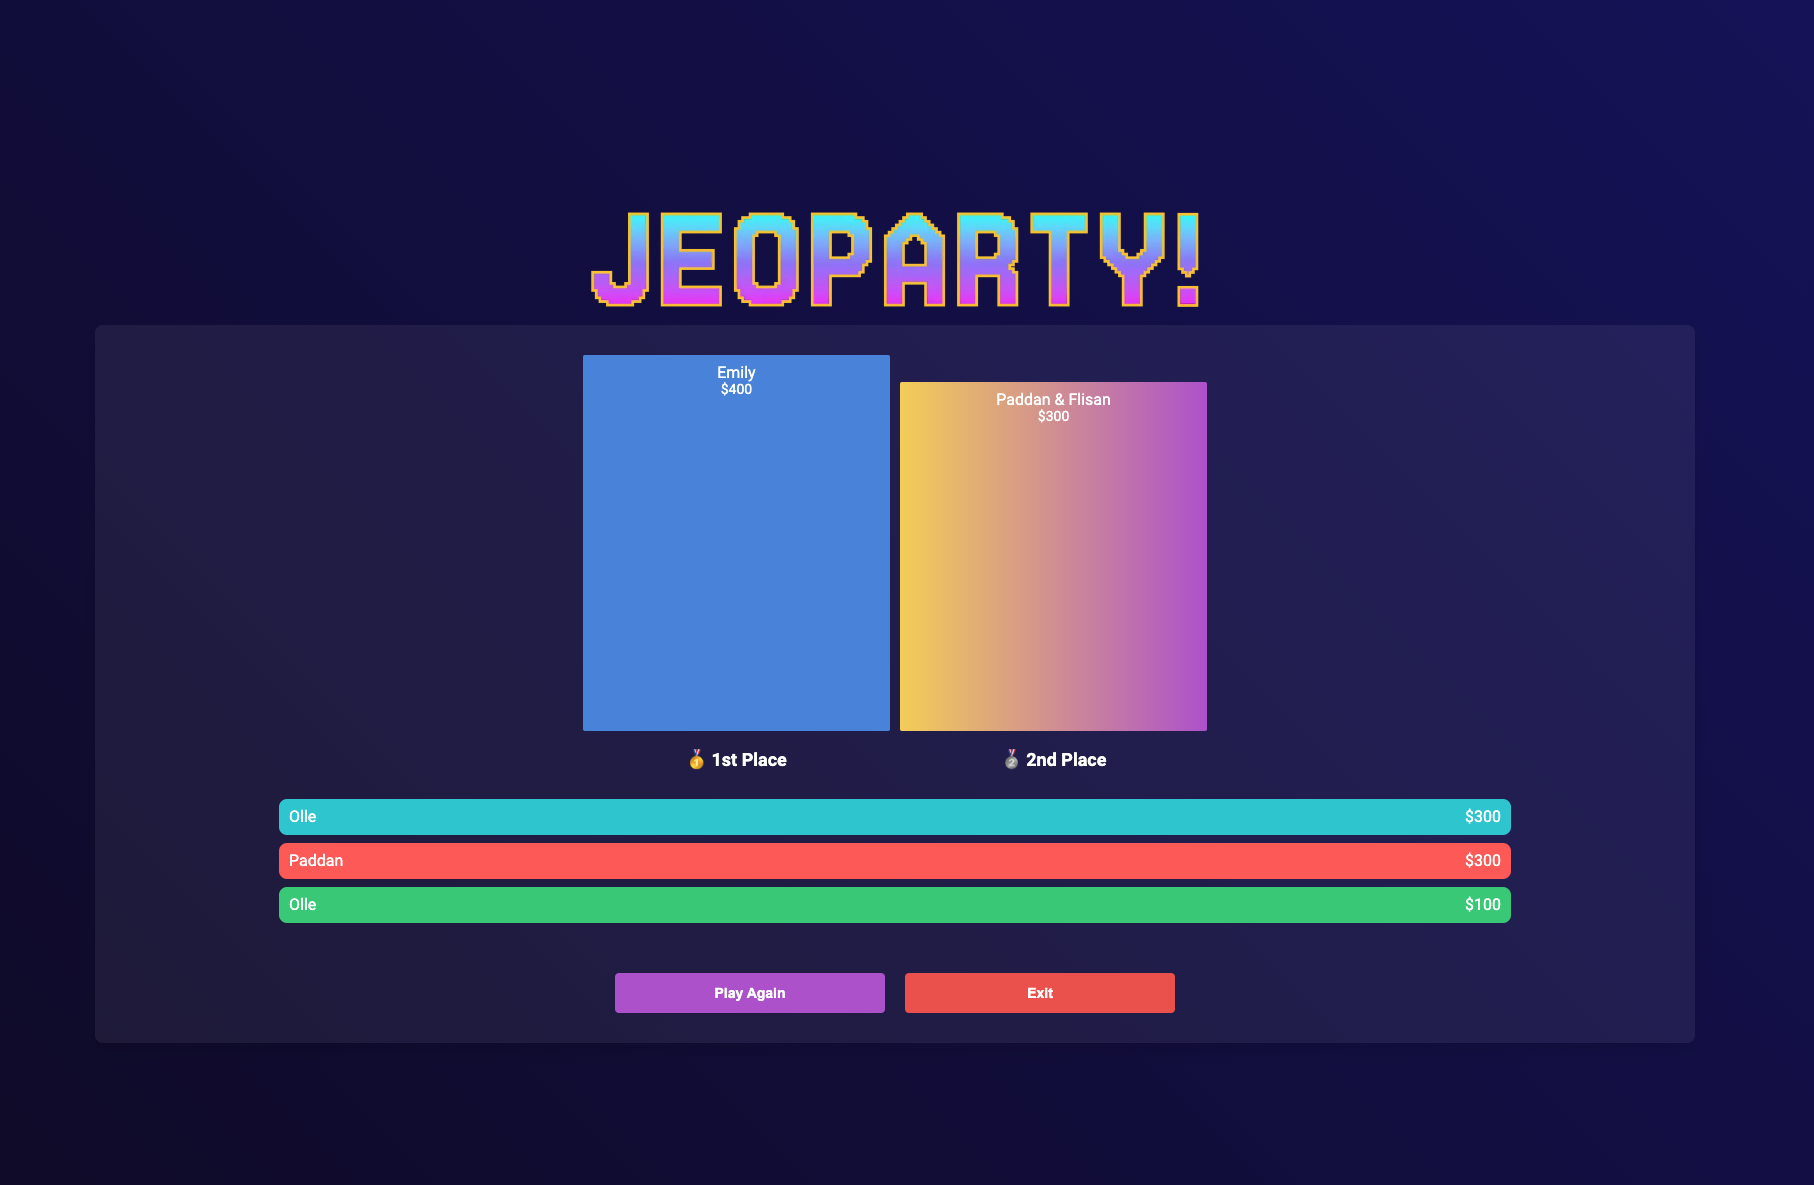 JEOPARTY!
Emily
$400
Paddan & Flisan
$300
🥇 1st Place
🥈 2nd Place
Olle $300
Paddan $300
Olle $100
Play Again
Exit